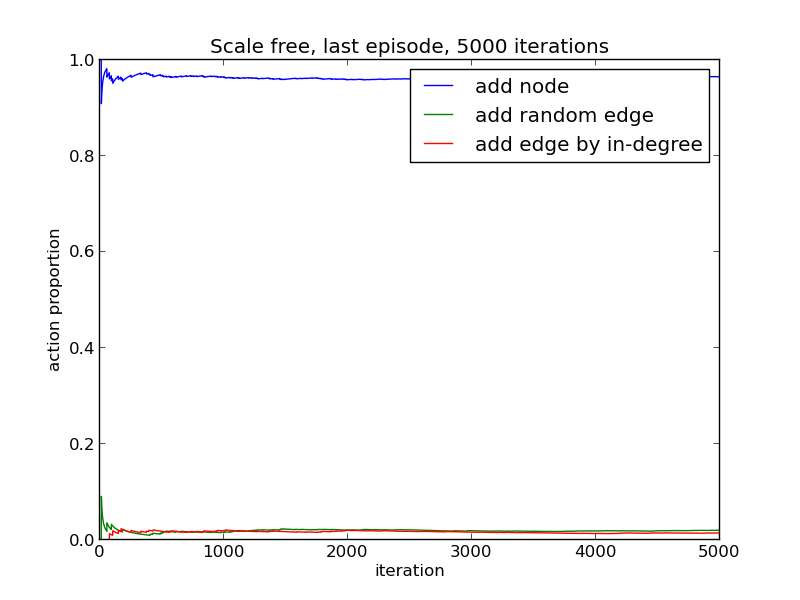 Scale free, last episode, 5000 iterations
1.0
0.8
0.6
0.4
0.2
0.0
action proportion
add node
add random edge
add edge by in-degree
0 1000 2000 3000 4000 5000
iteration